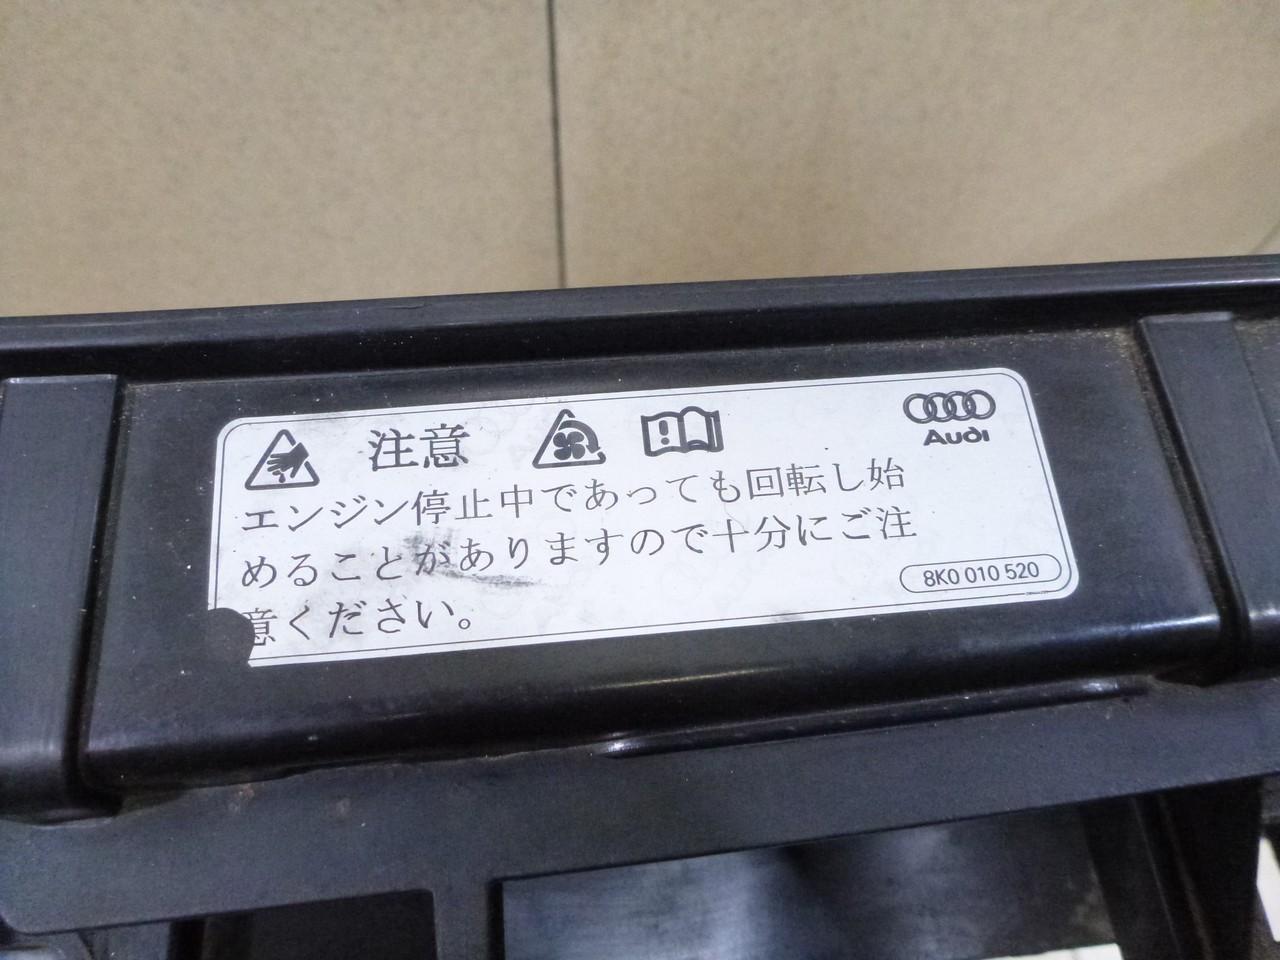 注意
Audi
エンジン停止中であっても回転し始
めることがありますので十分にご注
意ください。
8K0 010 520